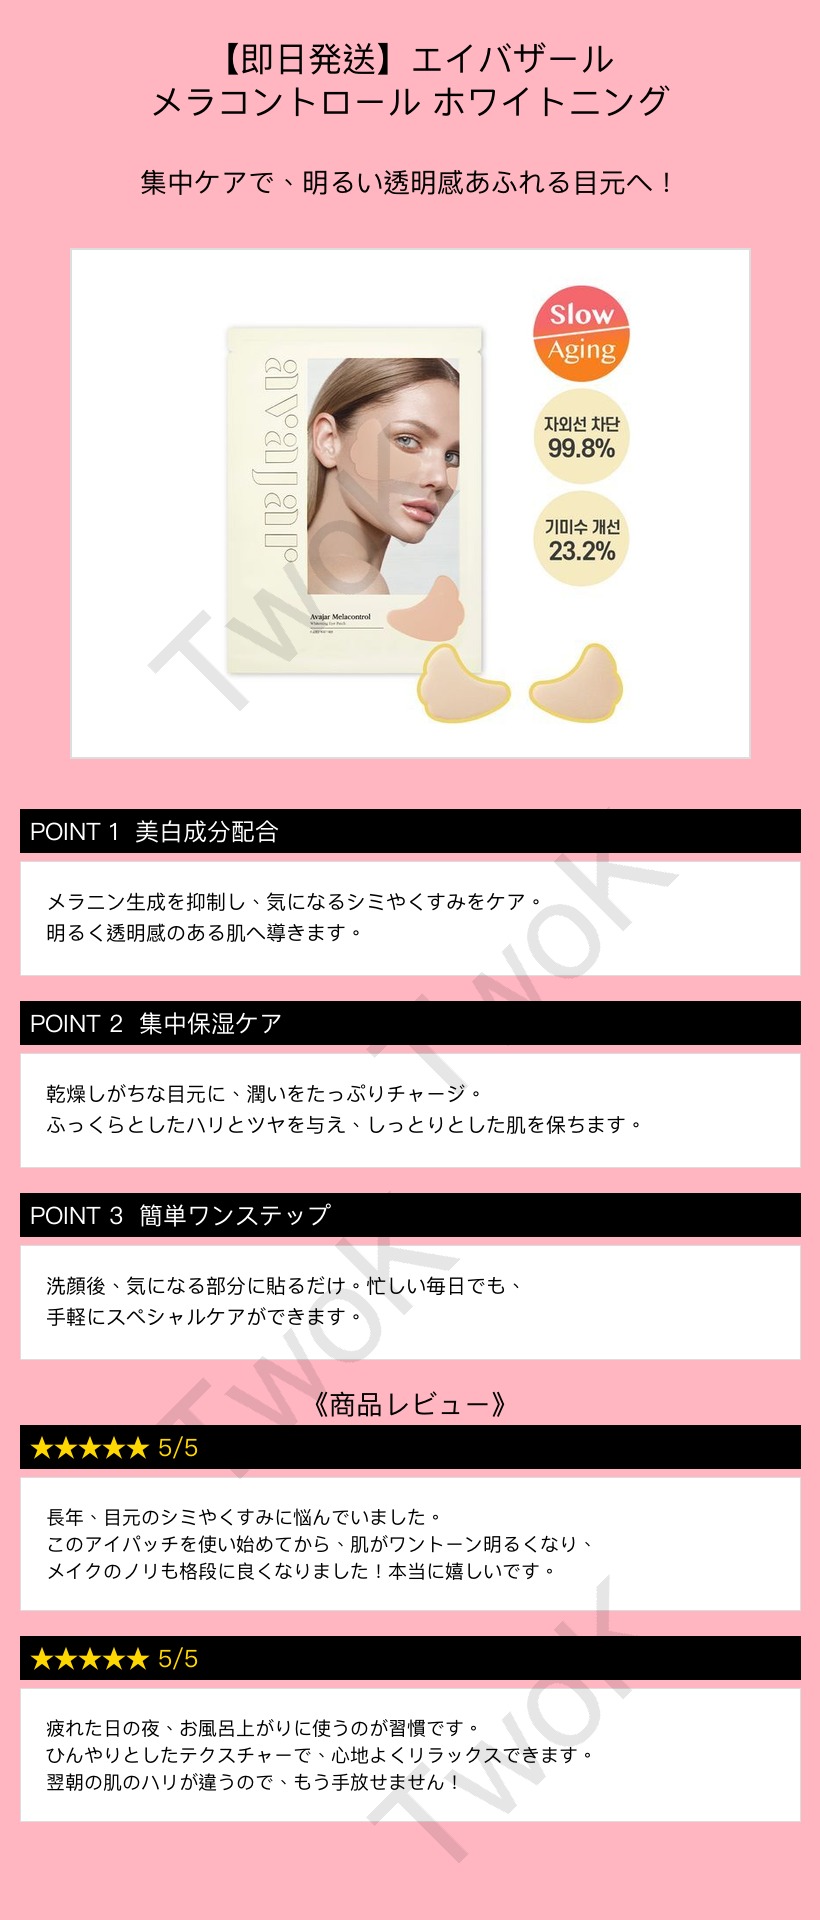 【即日発送】エイバザール
メラコントロール ホワイトニング
集中ケアで、明るい透明感あふれる目元へ！
Slow
Aging
avajar
자외선 차단
99.8%
기미수 개선
23.2%
Avajar Melacontrol
Whitening Eye Patch
TwoK
POINT 1 美白成分配合
メラニン生成を抑制し、気になるシミやくすみをケア。
明るく透明感のある肌へ導きます。
TwoK
POINT 2 集中保湿ケア
乾燥しがちな目元に、潤いをたっぷりチャージ。
ふっくらとしたハリとツヤを与え、しっとりとした肌を保ちます。
POINT 3 簡単ワンステップ
洗顔後、気になる部分に貼るだけ。忙しい毎日でも、
手軽にスペシャルケアができます。
TwoK
《商品レビュー》
★★★★★ 5/5
長年、目元のシミやくすみに悩んでいました。
このアイパッチを使い始めてから、肌がワントーン明るくなり、
メイクのノリも格段に良くなりました！本当に嬉しいです。
★★★★★ 5/5
疲れた日の夜、お風呂上がりに使うのが習慣です。
ひんやりとしたテクスチャーで、心地よくリラックスできます。
翌朝の肌のハリが違うので、もう手放せません！
TwoK